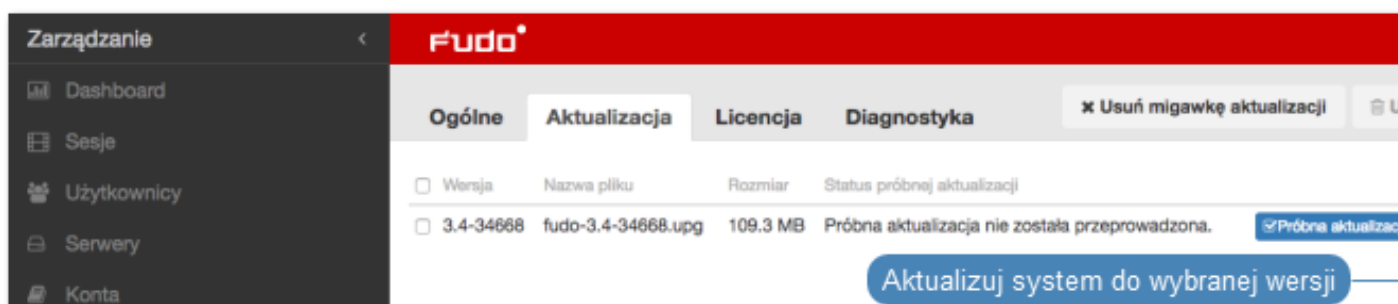 Zarządzanie
Fudo
Dashboard
Ogólne Aktualizacja Licencja Diagnostyka Usuń migawkę aktualizacji
Sesje
Użytkownicy
Wersja Nazwa pliku Rozmiar Status próbnej aktualizacji
3.4-34668 fudo-3.4-34668.upg 109.3 MB Próbna aktualizacja nie została przeprowadzona. Próbna
Serwery
Aktualizuj system do wybranej wersji
Konta